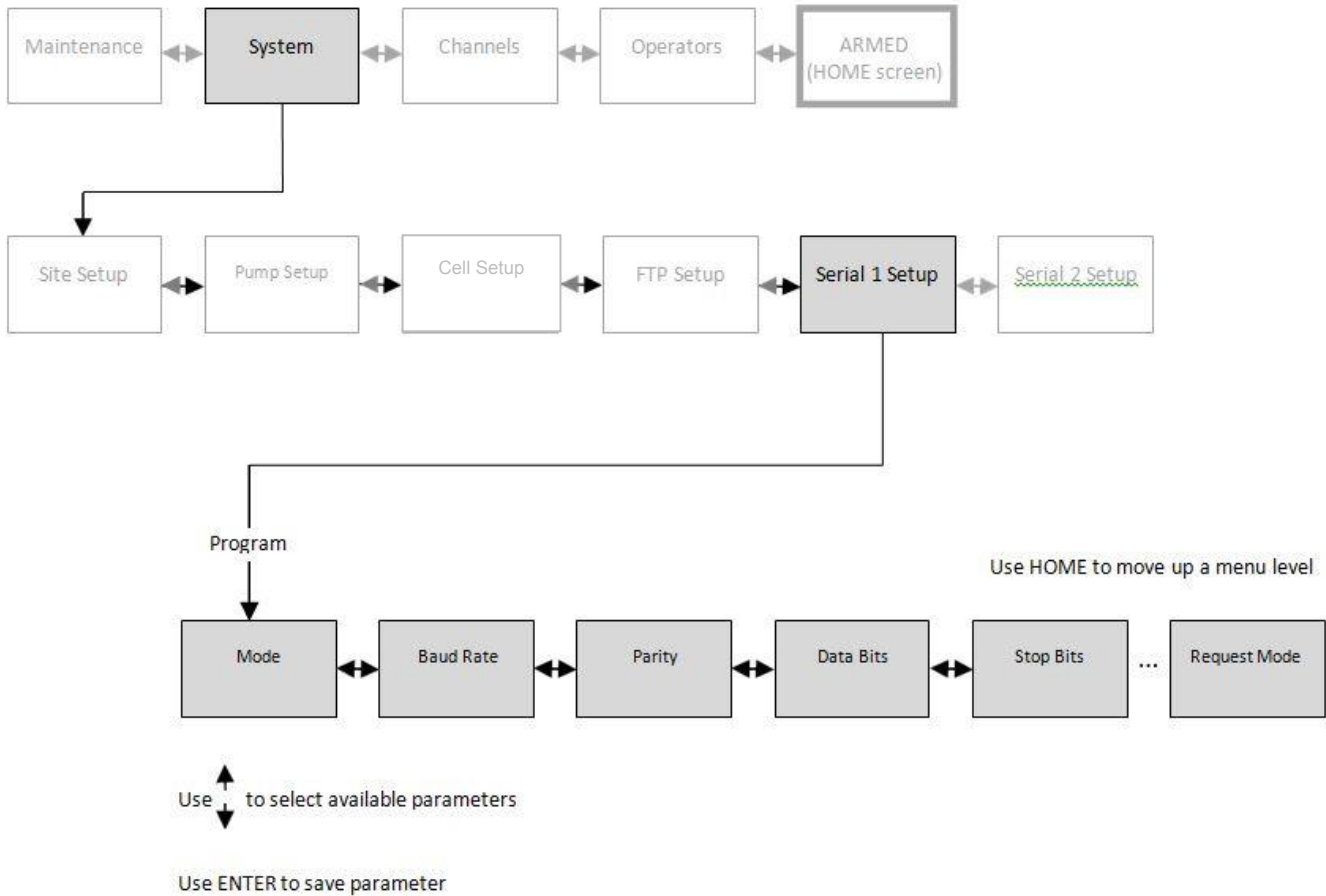 Maintenance
System
Channels
Operators
ARMED
(HOME screen)
Site Setup
Pump Setup
Cell Setup
FTP Setup
Serial 1 Setup
Serial 2 Setup
Program
Use HOME to move up a menu level
Mode
Baud Rate
Parity
Data Bits
Stop Bits
...
Request Mode
Use to select available parameters
Use ENTER to save parameter